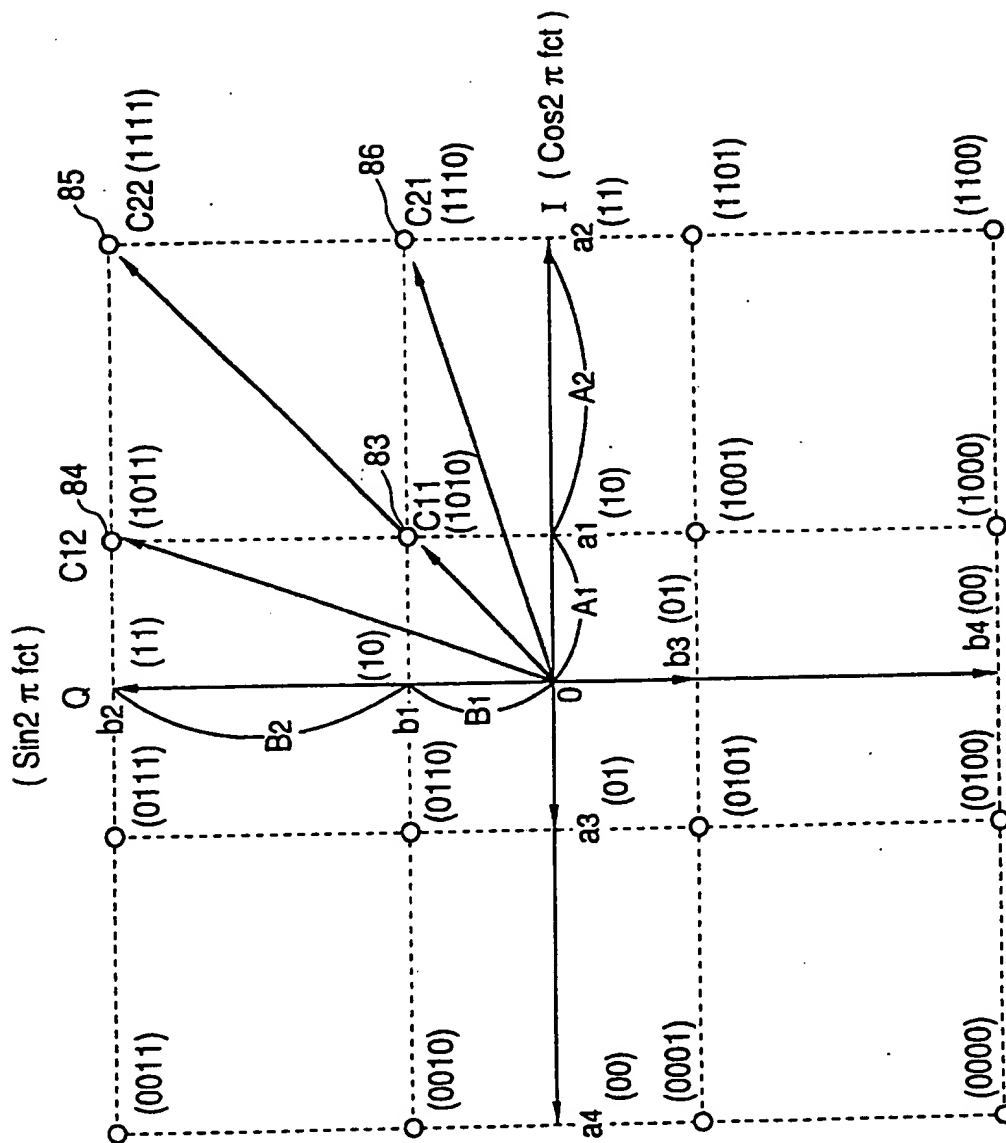 ( Sin2 π fct )
Q
C12
84
85
b2
(0011)
(0111)
(11)
(1011)
C22 (1111)
B2
83
86
(10)
b1
(0010)
(0110)
C11
(1010)
C21
(1110)
B1
A1
A2
I ( Cos2 π fct )
0
a4
a3
a1
a2
(00)
(01)
(10)
(11)
b3 (01)
(0001)
(0101)
(1001)
(1101)
b4 (00)
(0000)
(0100)
(1000)
(1100)